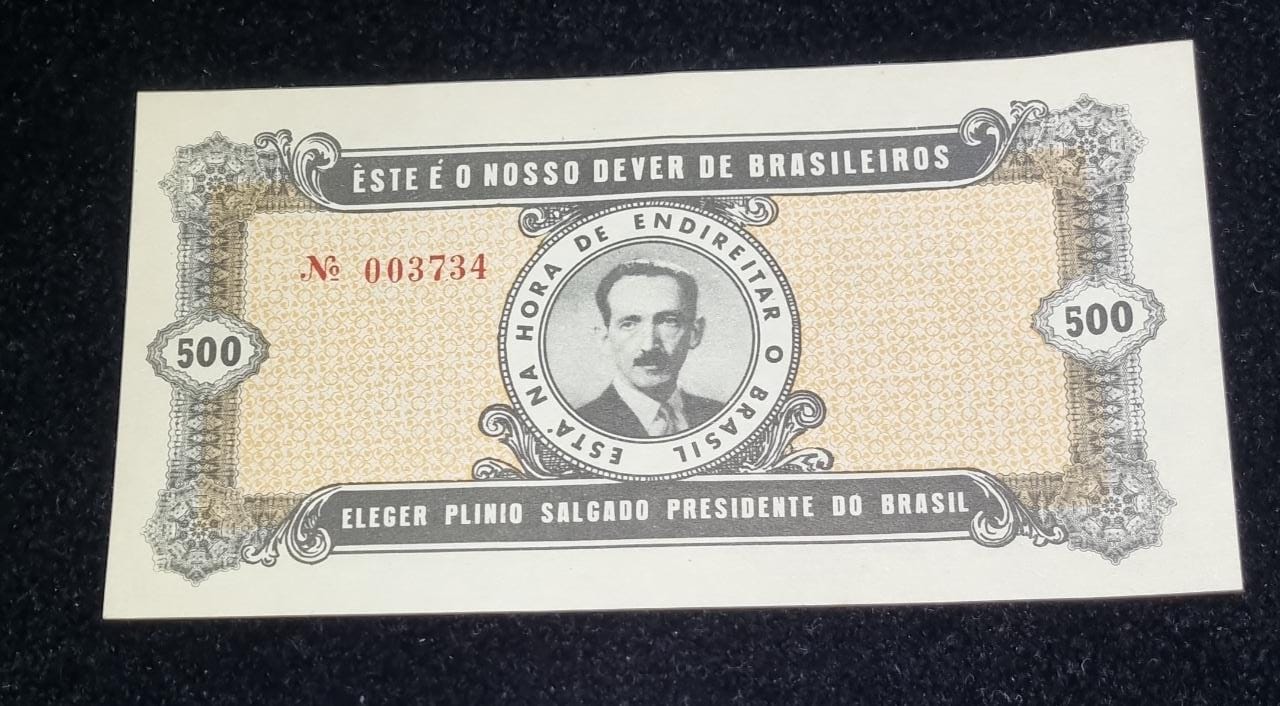 ÊSTE É O NOSSO DEVER DE BRASILEIROS
Nº 003734
ESTÁ NA HORA DE ENDIREITAR O BRASIL
500
500
ELEGER PLINIO SALGADO PRESIDENTE DO BRASIL